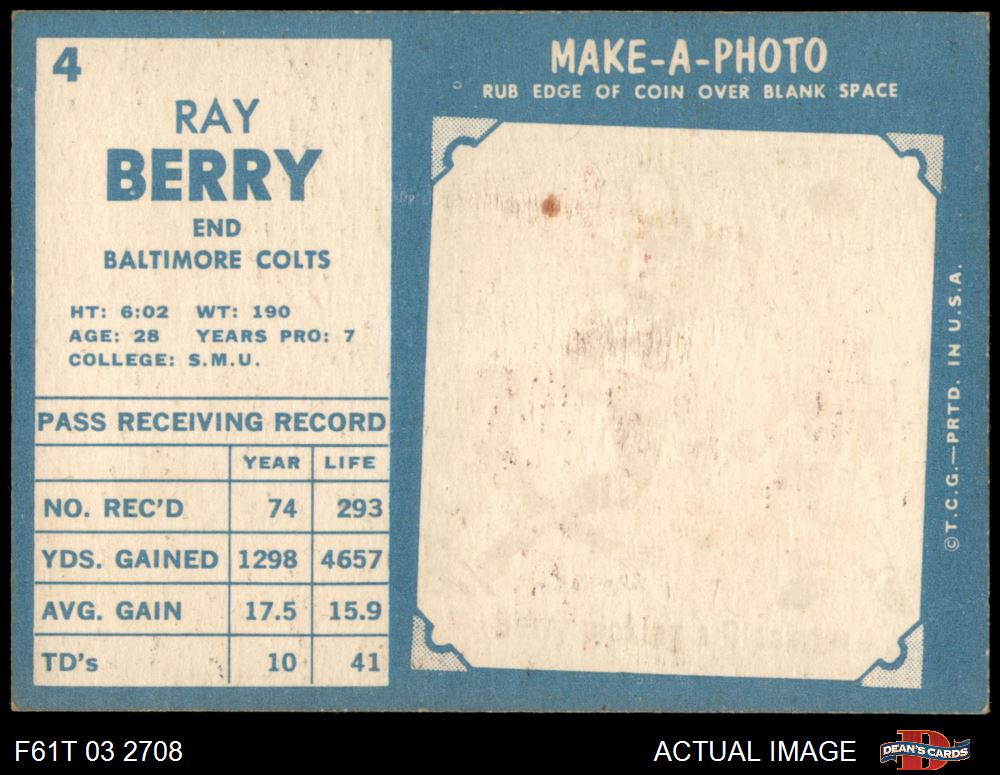 4
RAY
BERRY
END
BALTIMORE COLTS
HT: 6:02 WT: 190
AGE: 28 YEARS PRO: 7
COLLEGE: S.M.U.
PASS RECEIVING RECORD
YEAR LIFE
NO. REC'D 74 293
YDS. GAINED 1298 4657
AVG. GAIN 17.5 15.9
TD's 10 41
MAKE-A-PHOTO
RUB EDGE OF COIN OVER BLANK SPACE
©T.C.G.—PRTD. IN U.S.A.
F61T 03 2708
ACTUAL IMAGE
D
DEAN'S CARDS